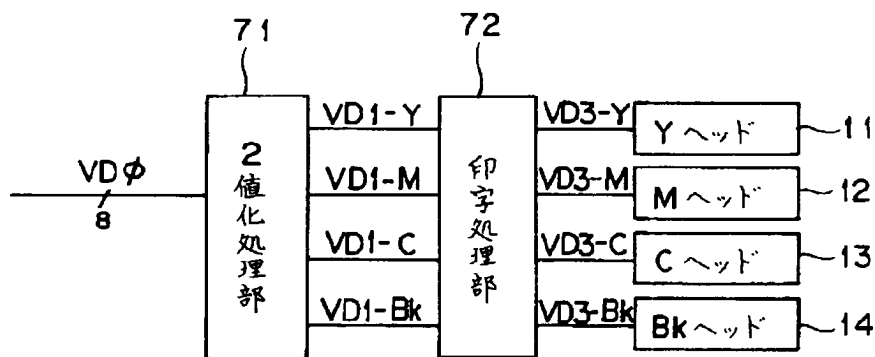 71
72
VDφ
8
2値化処理部
VD1-Y
VD1-M
VD1-C
VD1-Bk
印字処理部
VD3-Y
VD3-M
VD3-C
VD3-Bk
Yヘッド
Mヘッド
Cヘッド
Bkヘッド
11
12
13
14